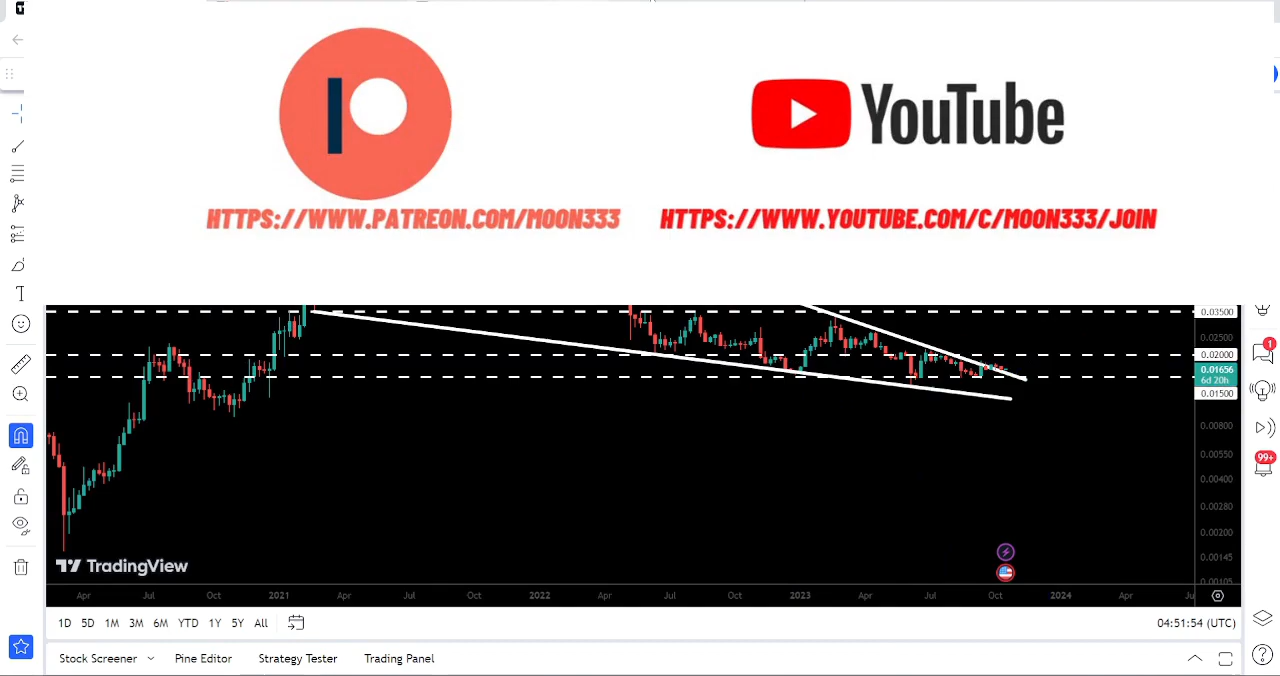 YouTube
HTTPS://WWW.PATREON.COM/MOON333
HTTPS://WWW.YOUTUBE.COM/C/MOON333/JOIN
0.03500
0.02500
0.02000
0.01656
6d 20h
0.01500
0.00800
0.00550
0.00400
0.00280
0.00200
0.00145
0.00105
1
99+
TradingView
Apr Jul Oct 2021 Apr Jul Oct 2022 Apr Jul Oct 2023 Apr Jul Oct 2024 Apr Ju
1D 5D 1M 3M 6M YTD 1Y 5Y All
04:51:54 (UTC)
Stock Screener Pine Editor Strategy Tester Trading Panel